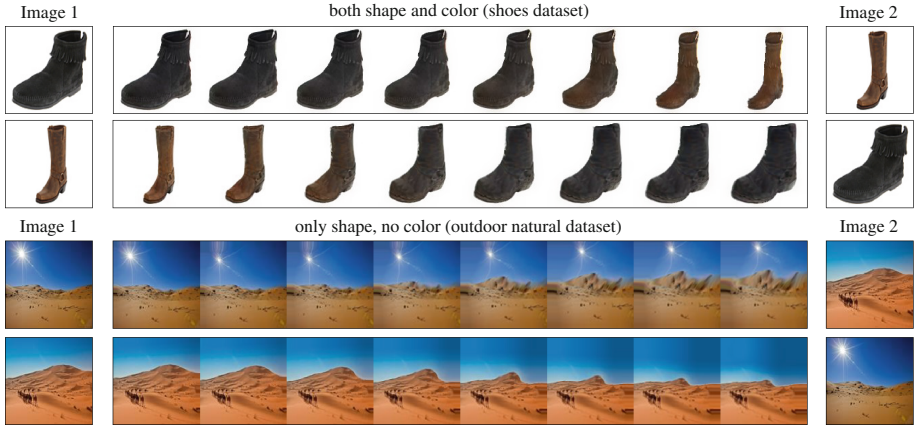 Image 1
both shape and color (shoes dataset)
Image 2
Image 1
only shape, no color (outdoor natural dataset)
Image 2